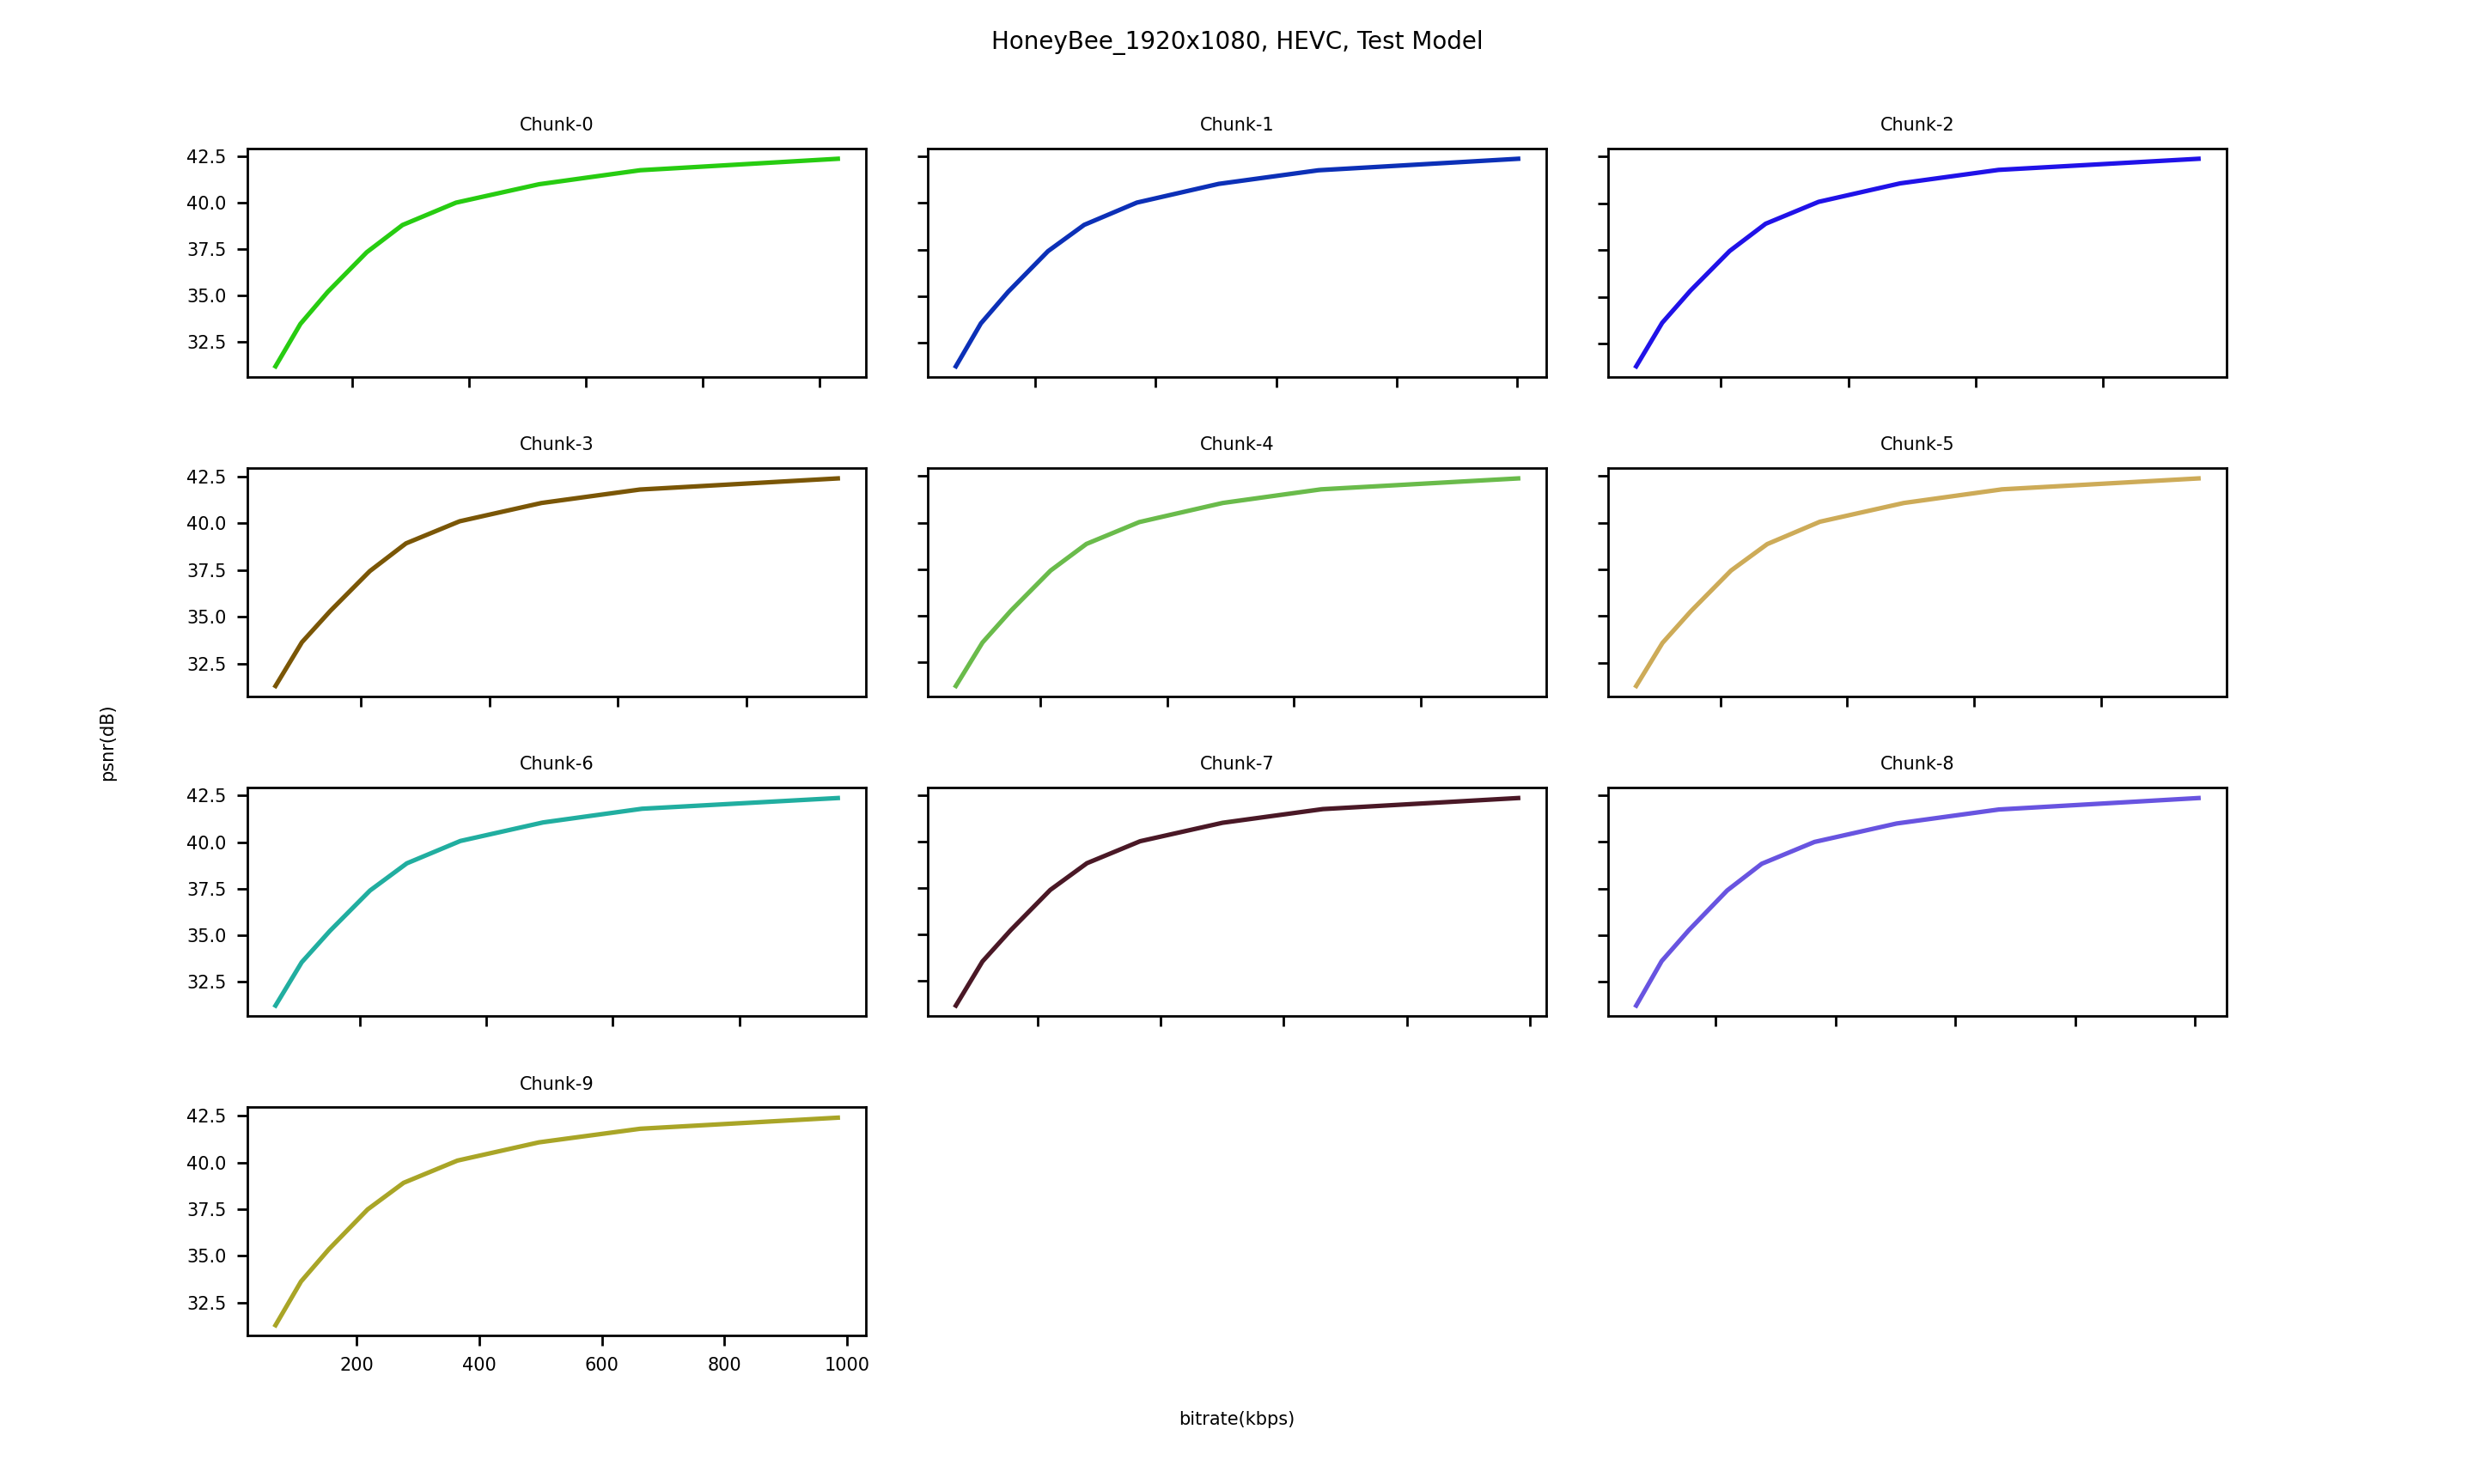 HoneyBee_1920x1080, HEVC, Test Model
Chunk-0
Chunk-1
Chunk-2
42.5
40.0
37.5
35.0
32.5
Chunk-3
Chunk-4
Chunk-5
42.5
40.0
37.5
35.0
32.5
psnr(dB)
Chunk-6
Chunk-7
Chunk-8
42.5
40.0
37.5
35.0
32.5
Chunk-9
42.5
40.0
37.5
35.0
32.5
200 400 600 800 1000
bitrate(kbps)